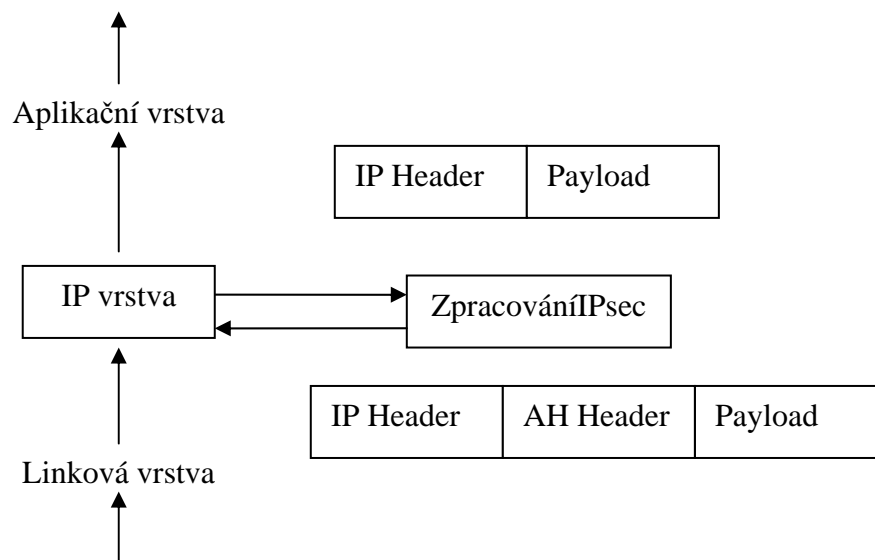 Aplikační vrstva
IP Header Payload
IP vrstva
ZpracováníIPsec
IP Header AH Header Payload
Linková vrstva